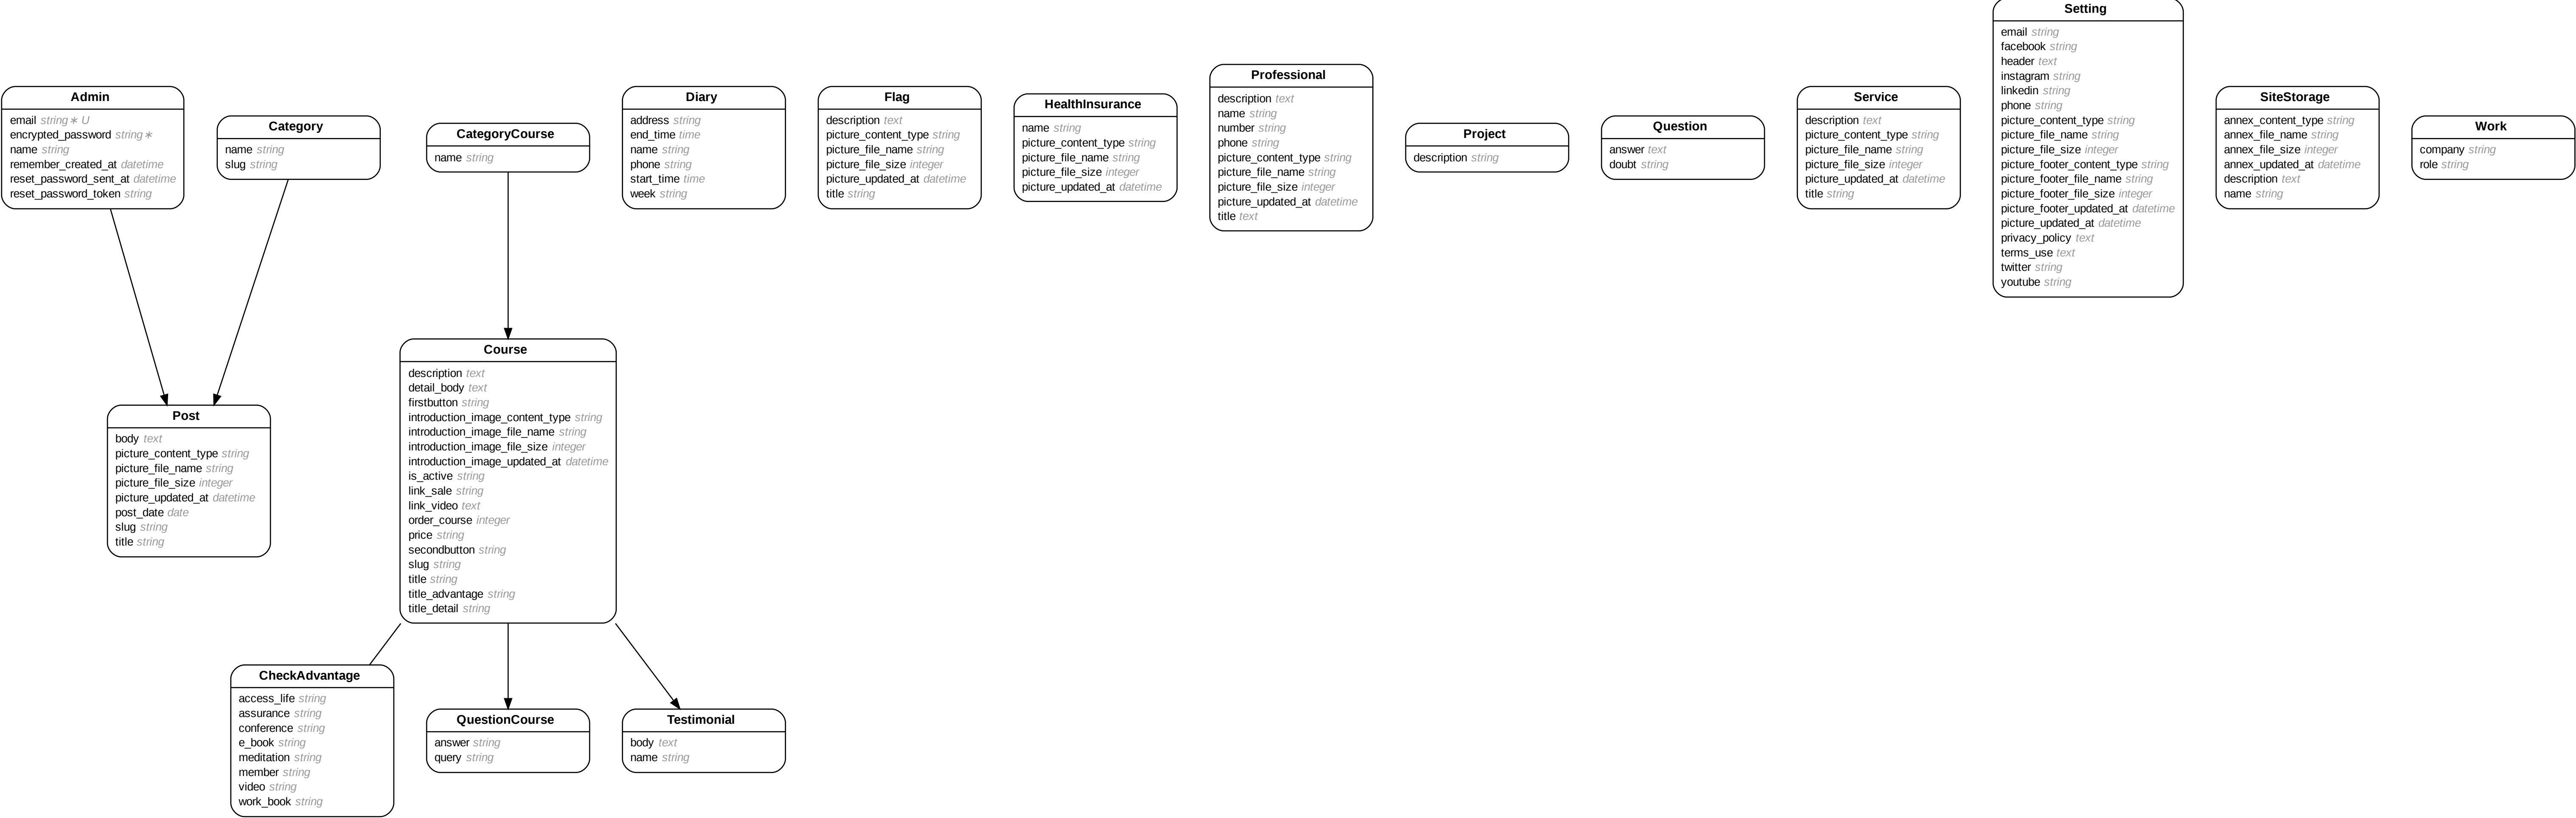 Admin
email string∗ U
encrypted_password string∗
name string
remember_created_at datetime
reset_password_sent_at datetime
reset_password_token string
Category
name string
slug string
CategoryCourse
name string
Diary
address string
end_time time
name string
phone string
start_time time
week string
Flag
description text
picture_content_type string
picture_file_name string
picture_file_size integer
picture_updated_at datetime
title string
HealthInsurance
name string
picture_content_type string
picture_file_name string
picture_file_size integer
picture_updated_at datetime
Professional
description text
name string
number string
phone string
picture_content_type string
picture_file_name string
picture_file_size integer
picture_updated_at datetime
title text
Project
description string
Question
answer text
doubt string
Service
description text
picture_content_type string
picture_file_name string
picture_file_size integer
picture_updated_at datetime
title string
Setting
email string
facebook string
header text
instagram string
linkedin string
phone string
picture_content_type string
picture_file_name string
picture_file_size integer
picture_footer_content_type string
picture_footer_file_name string
picture_footer_file_size integer
picture_footer_updated_at datetime
picture_updated_at datetime
privacy_policy text
terms_use text
twitter string
youtube string
SiteStorage
annex_content_type string
annex_file_name string
annex_file_size integer
annex_updated_at datetime
description text
name string
Work
company string
role string
Post
body text
picture_content_type string
picture_file_name string
picture_file_size integer
picture_updated_at datetime
post_date date
slug string
title string
Course
description text
detail_body text
firstbutton string
introduction_image_content_type string
introduction_image_file_name string
introduction_image_file_size integer
introduction_image_updated_at datetime
is_active string
link_sale string
link_video text
order_course integer
price string
secondbutton string
slug string
title string
title_advantage string
title_detail string
CheckAdvantage
access_life string
assurance string
conference string
e_book string
meditation string
member string
video string
work_book string
QuestionCourse
answer string
query string
Testimonial
body text
name string